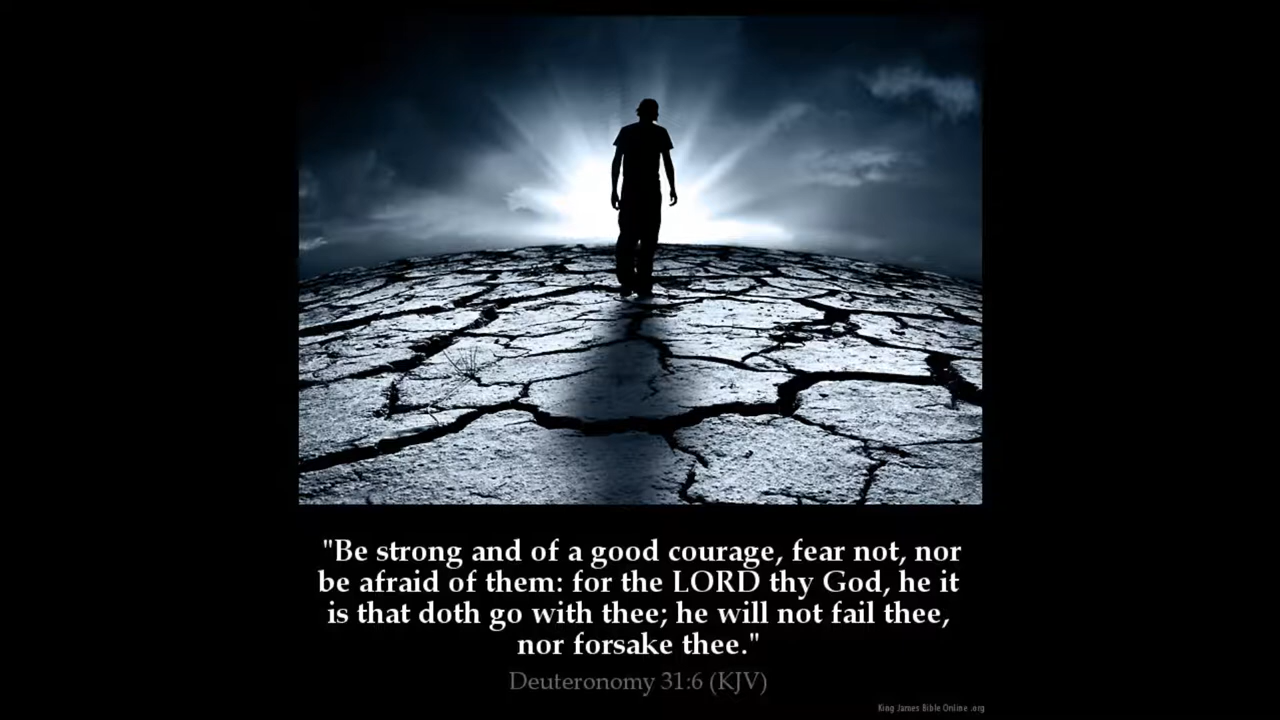 "Be strong and of a good courage, fear not, nor
be afraid of them: for the LORD thy God, he it
is that doth go with thee; he will not fail thee,
nor forsake thee."
Deuteronomy 31:6 (KJV)
King James Bible Online .org